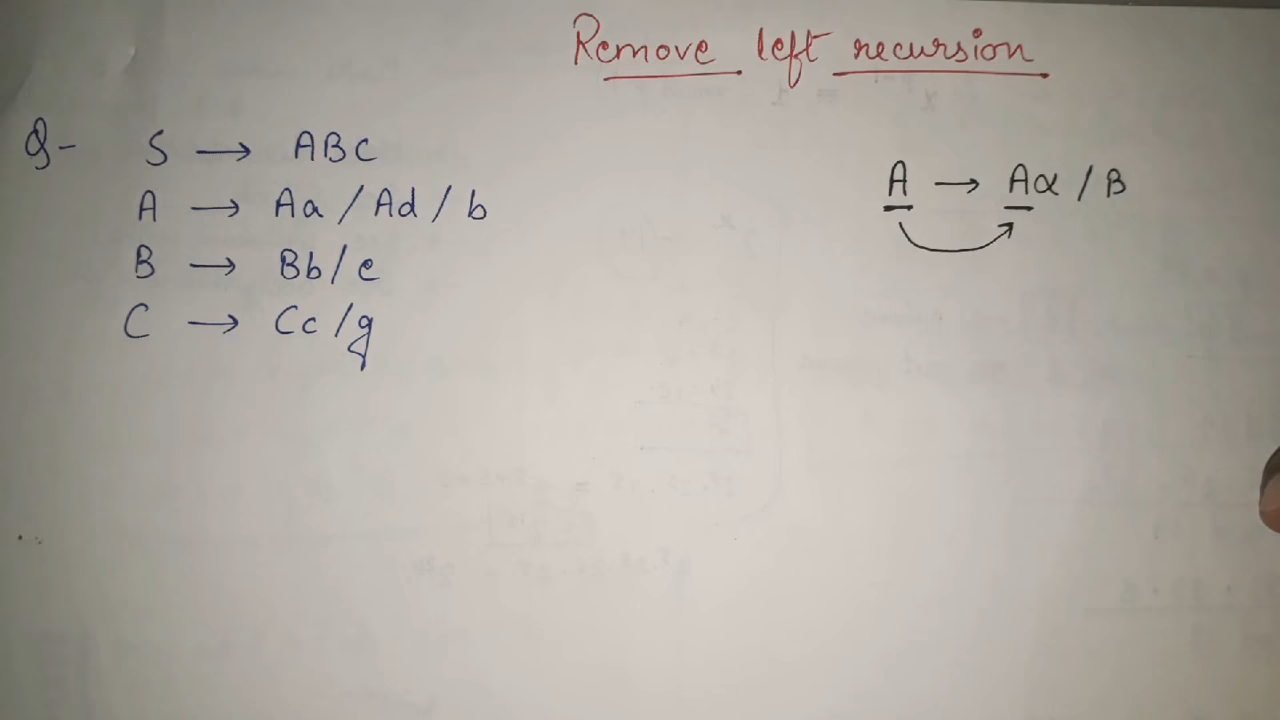 Remove left recursion
Q- S → ABC
A → Aa / Ad / b
B → Bb / e
C → Cc / g
A → Aα / B